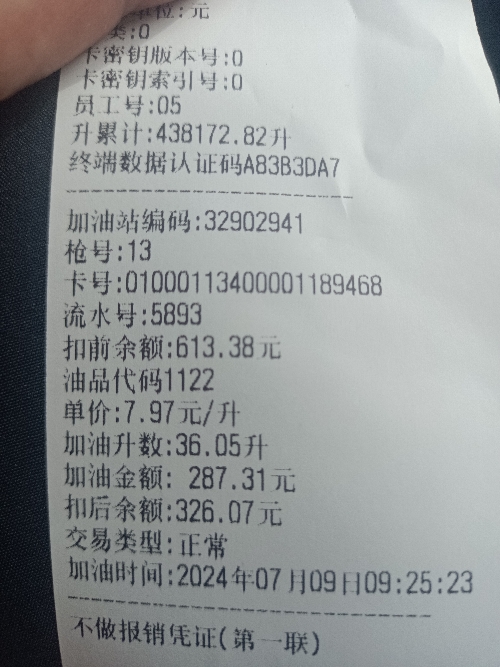 单位:元
类:0
卡密钥版本号:0
卡密钥索引号:0
员工号:05
升累计:438172.82升
终端数据认证码A83B3DA7
加油站编码:32902941
枪号:13
卡号:01000113400001189468
流水号:5893
扣前余额:613.38元
油品代码1122
单价:7.97元/升
加油升数:36.05升
加油金额: 287.31元
扣后余额:326.07元
交易类型:正常
加油时间:2024年07月09日09:25:23
不做报销凭证(第一联)